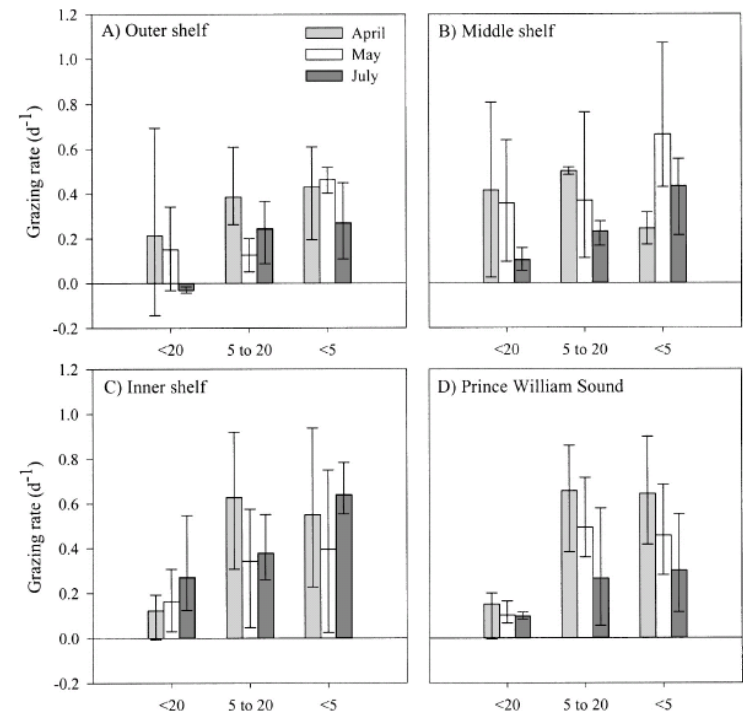 A) Outer shelf
April
May
July
1.2
1.0
0.8
0.6
0.4
0.2
0.0
-0.2
Grazing rate (d⁻¹)
<20 5 to 20 <5
B) Middle shelf
<20 5 to 20 <5
C) Inner shelf
1.2
1.0
0.8
0.6
0.4
0.2
0.0
-0.2
Grazing rate (d⁻¹)
<20 5 to 20 <5
D) Prince William Sound
<20 5 to 20 <5